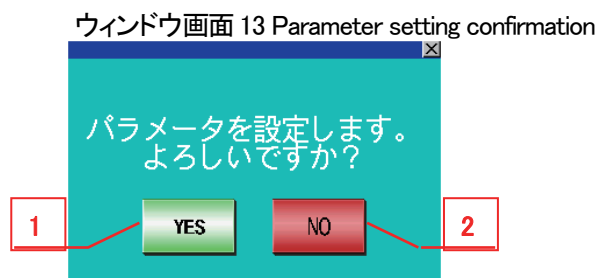 ウィンドウ画面 13 Parameter setting confirmation
パラメータを設定します。
よろしいですか？
1
YES
NO
2